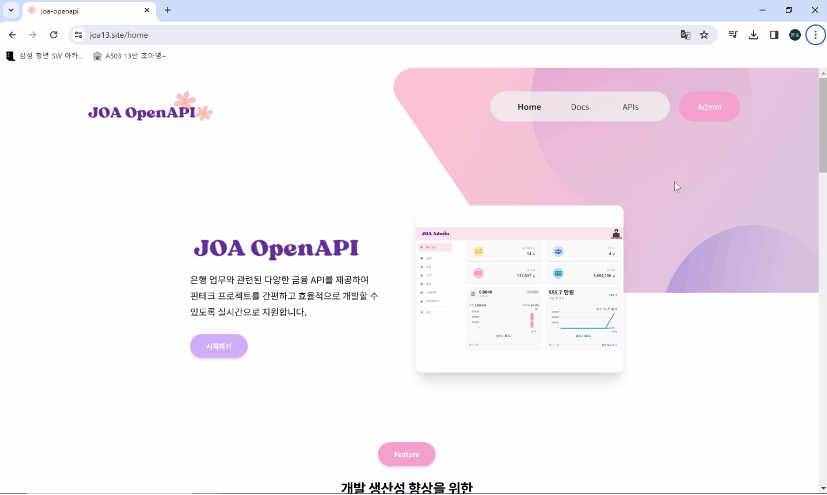 joa-openapi
joa13.site/home
삼성 청년 SW 아카...
A503 13반 조아영~
JOA OpenAPI
Home
Docs
APIs
Admin
JOA OpenAPI
은행 업무와 관련된 다양한 금융 API를 제공하여
핀테크 프로젝트를 간편하고 효율적으로 개발할 수
있도록 실시간으로 지원합니다.
시작하기
JOA Admin.
555.7 만원
Feature
개발 생산성 향상을 위한